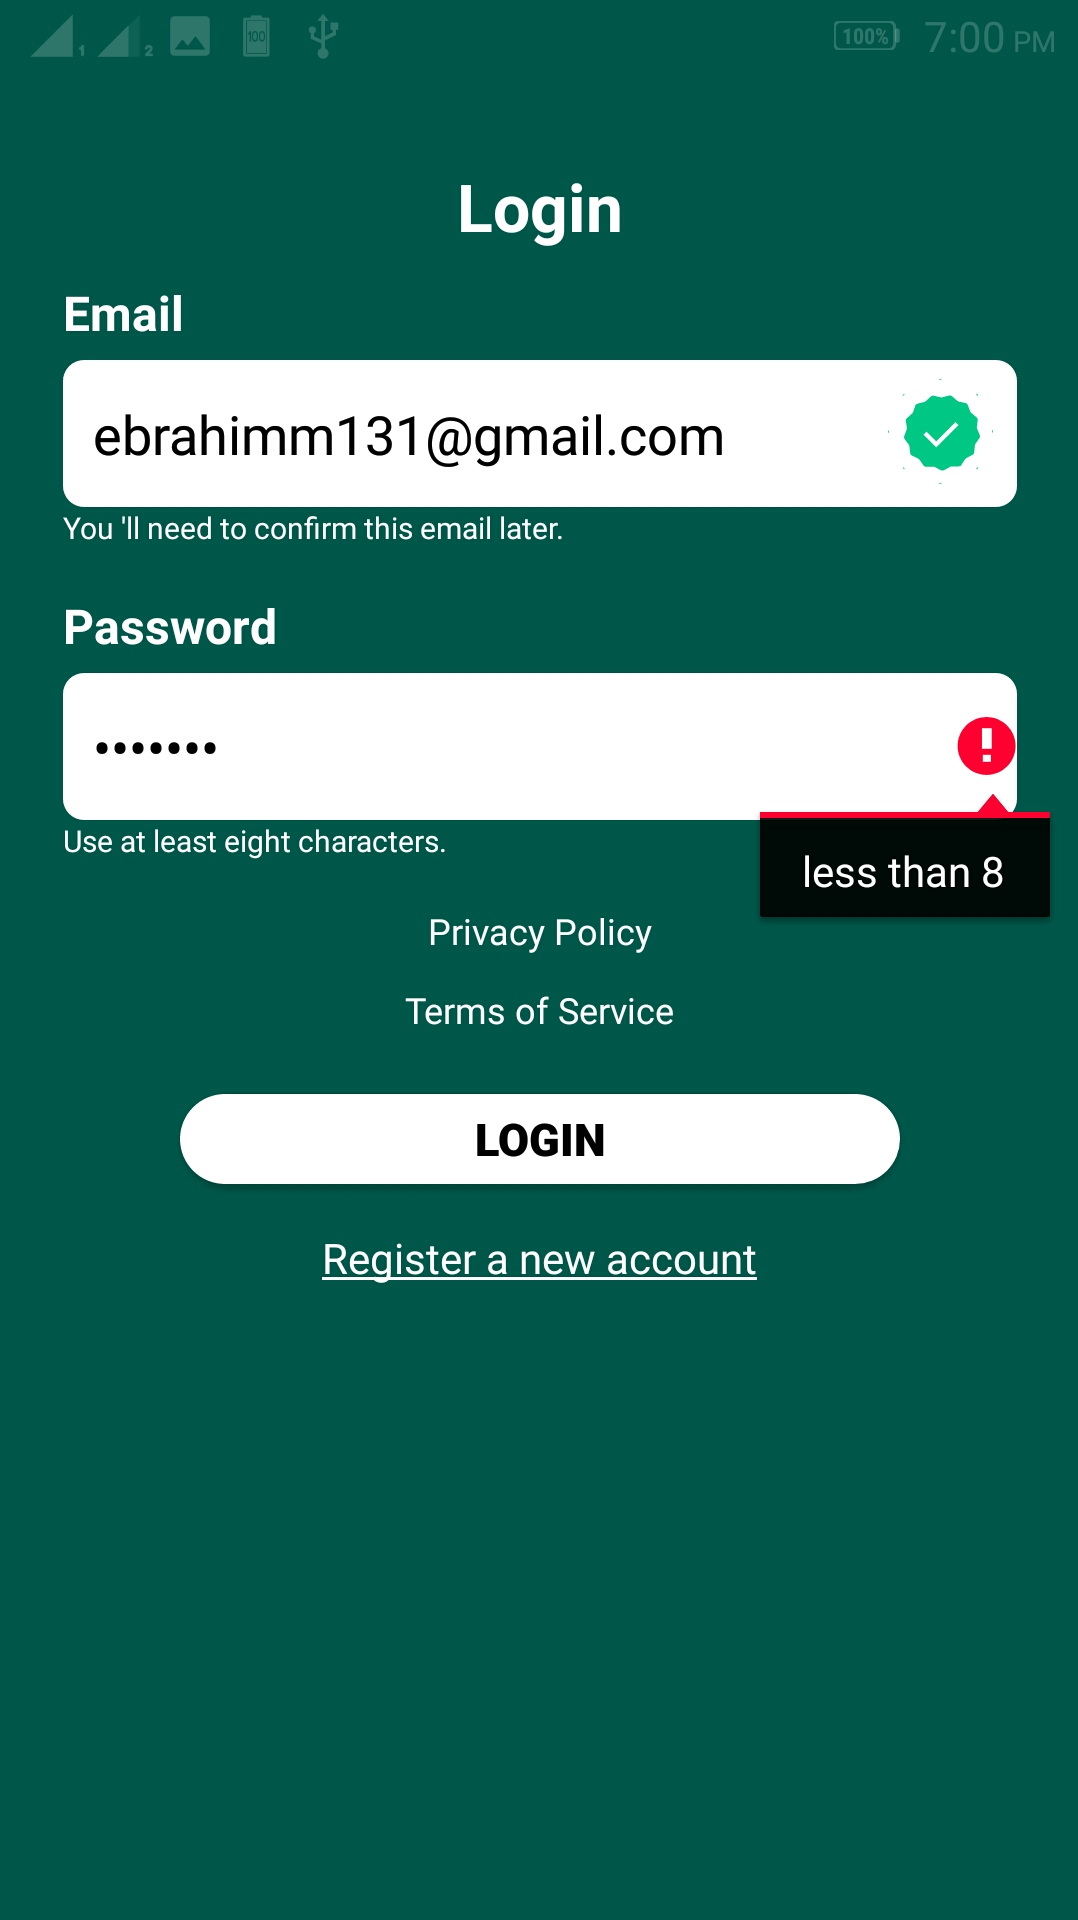 1 2 100 100% 7:00 PM
Login
Email
ebrahimm131@gmail.com
You 'll need to confirm this email later.
Password
•••••••
Use at least eight characters.
less than 8
Privacy Policy
Terms of Service
LOGIN
Register a new account